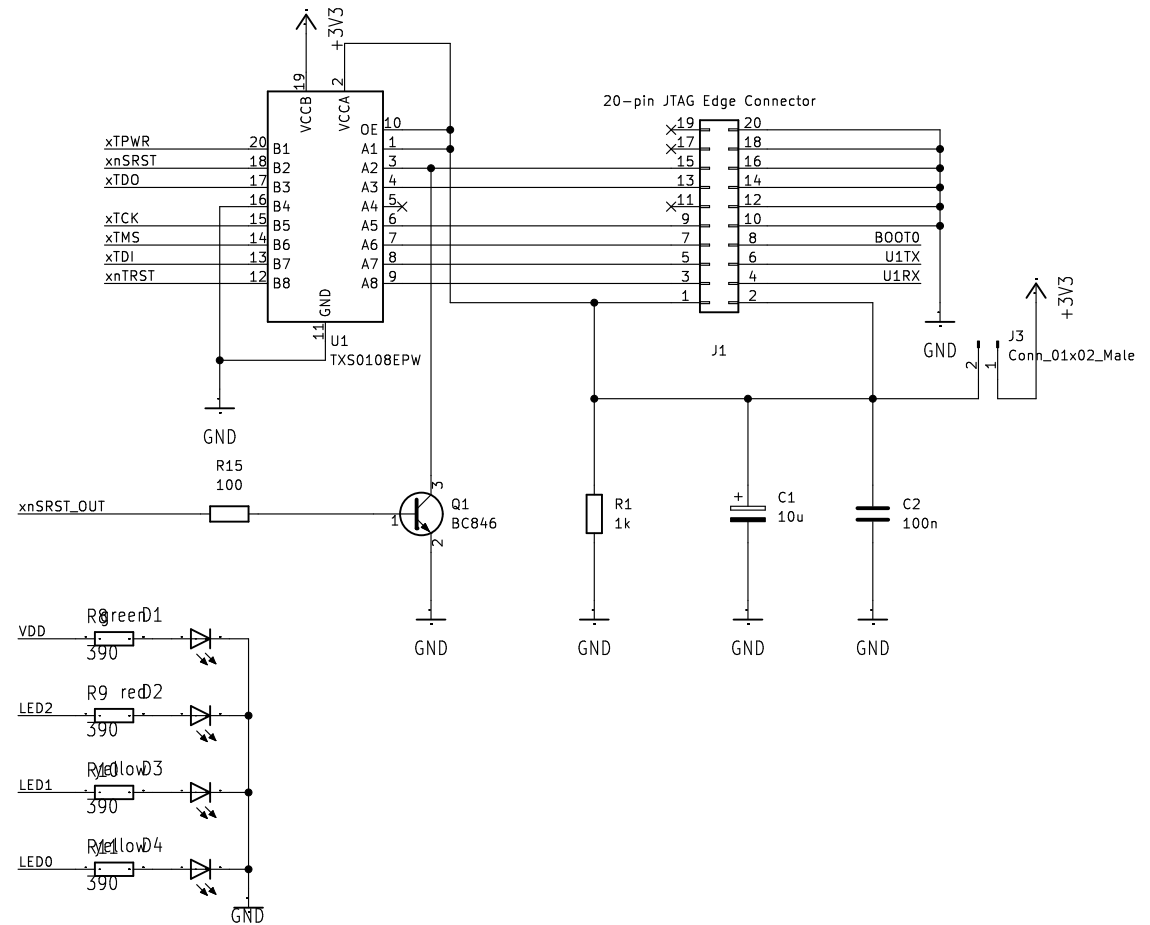 +3V3
19
VCCB
2
VCCA
20-pin JTAG Edge Connector
xTPWR 20 B1
xnSRST 18 B2
xTDO 17 B3
16 B4
xTCK 15 B5
xTMS 14 B6
xTDI 13 B7
xnTRST 12 B8
OE 10
A1 1
A2 3
A3 4
A4 5
A5 6
A6 7
A7 8
A8 9
GND
11
U1
TXS0108EPW
GND
19 20
17 18
15 16
13 14
11 12
9 10
7 8 BOOT0
5 6 U1TX
3 4 U1RX
1 2
J1
GND
+3V3
J3
Conn_01x02_Male
2
1
R15
100
xnSRST_OUT
1
3
2
Q1
BC846
GND
R1
1k
GND
+
C1
10u
GND
C2
100n
GND
VDD
R8 green D1
390
LED2
R9 red D2
390
LED1
R10 yellow D3
390
LED0
R11 yellow D4
390
GND